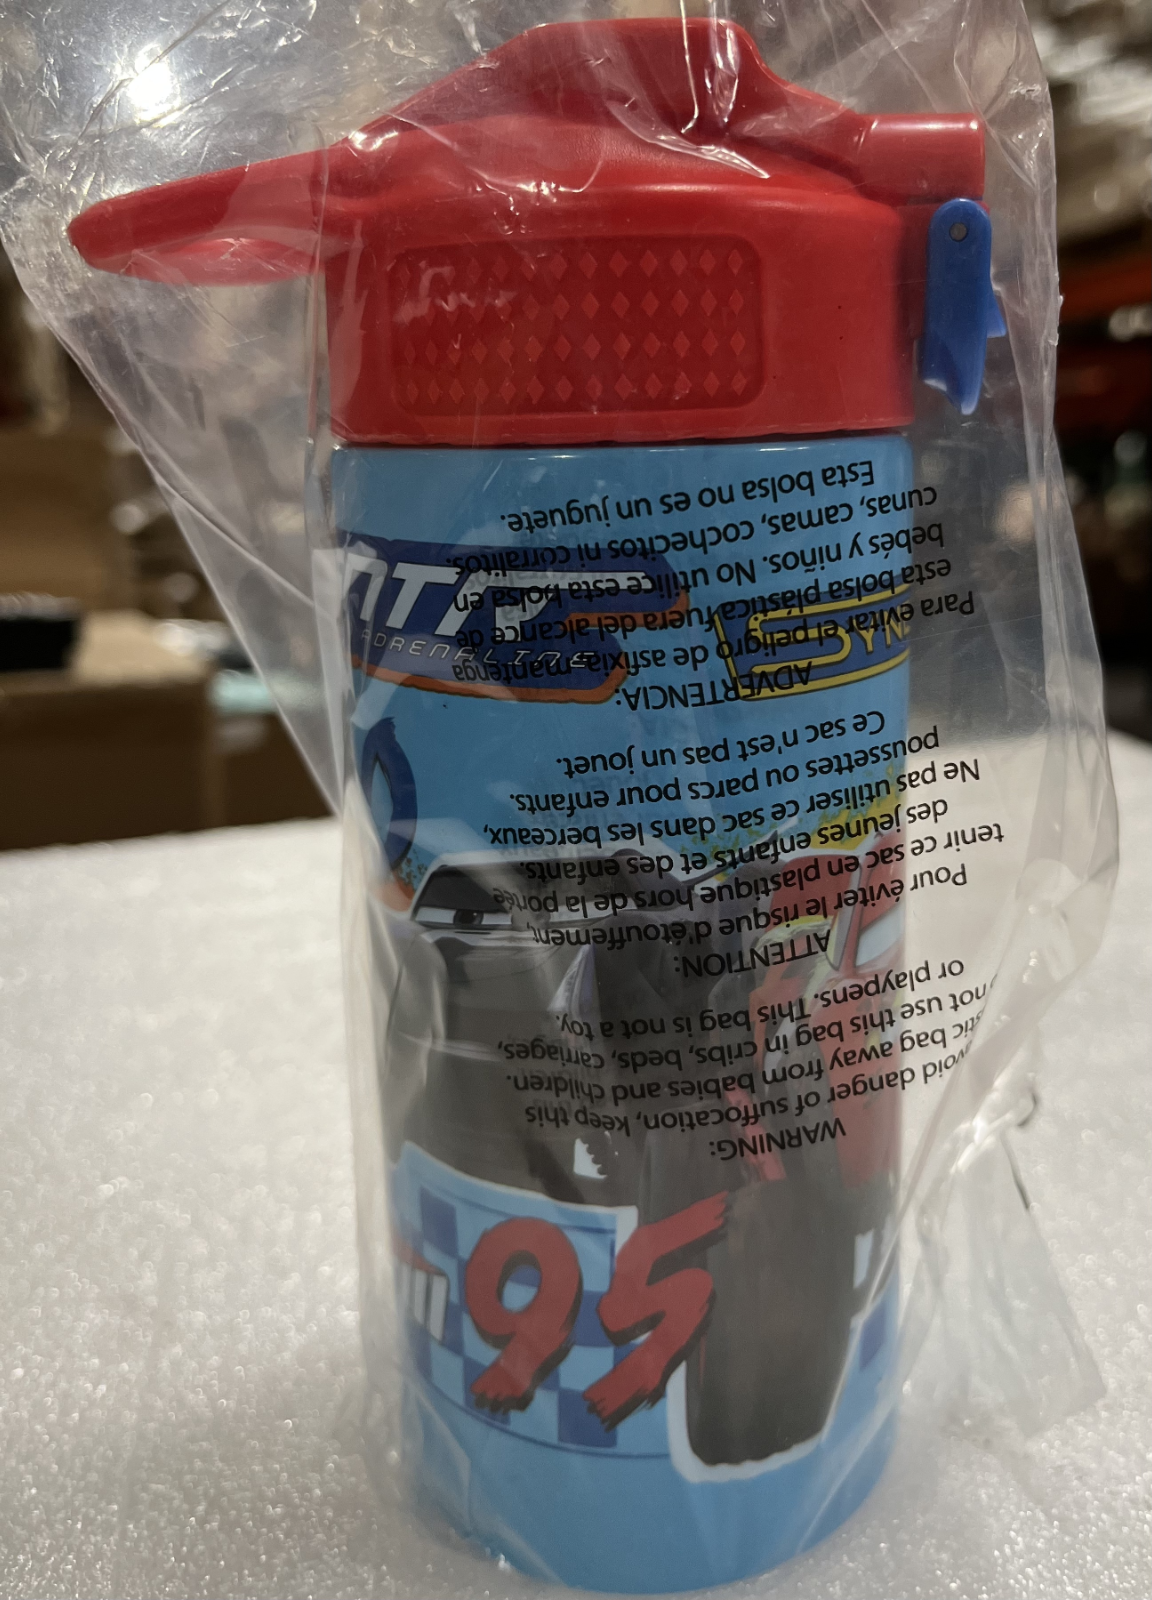 WARNING:
avoid danger of suffocation, keep this
stic bag away from babies and children.
not use this bag in cribs, beds, carriages,
or playpens. This bag is not a toy.
ATTENTION:
Pour éviter le risque d'étouffement,
tenir ce sac en plastique hors de la portée
des jeunes enfants et des enfants.
Ne pas utiliser ce sac dans les berceaux,
poussettes ou parcs pour enfants.
Ce sac n'est pas un jouet.
ADVERTENCIA:
Para evitar el peligro de asfixia, mantenga
esta bolsa plástica fuera del alcance de
bebés y niños. No utilice esta bolsa en
cunas, camas, cochecitos ni corralitos.
Esta bolsa no es un juguete.
ADRENALINE
95